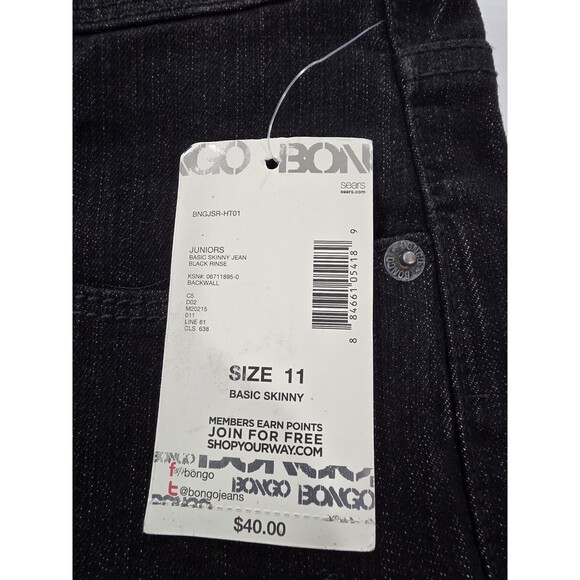 NGO BON
sears
sears.com
BNGJSR-HT01
JUNIORS
BASIC SKINNY JEAN
BLACK RINSE
KSN#: 06711895-0
BACKWALL
C5
D02
M20215
011
LINE 61
CLS 636
8 84661 05418 9
SIZE 11
BASIC SKINNY
MEMBERS EARN POINTS
JOIN FOR FREE
SHOPYOURWAY.COM
BONGO
f//bongo
BONGO BONGO
t@bongojeans
$40.00
BONGO